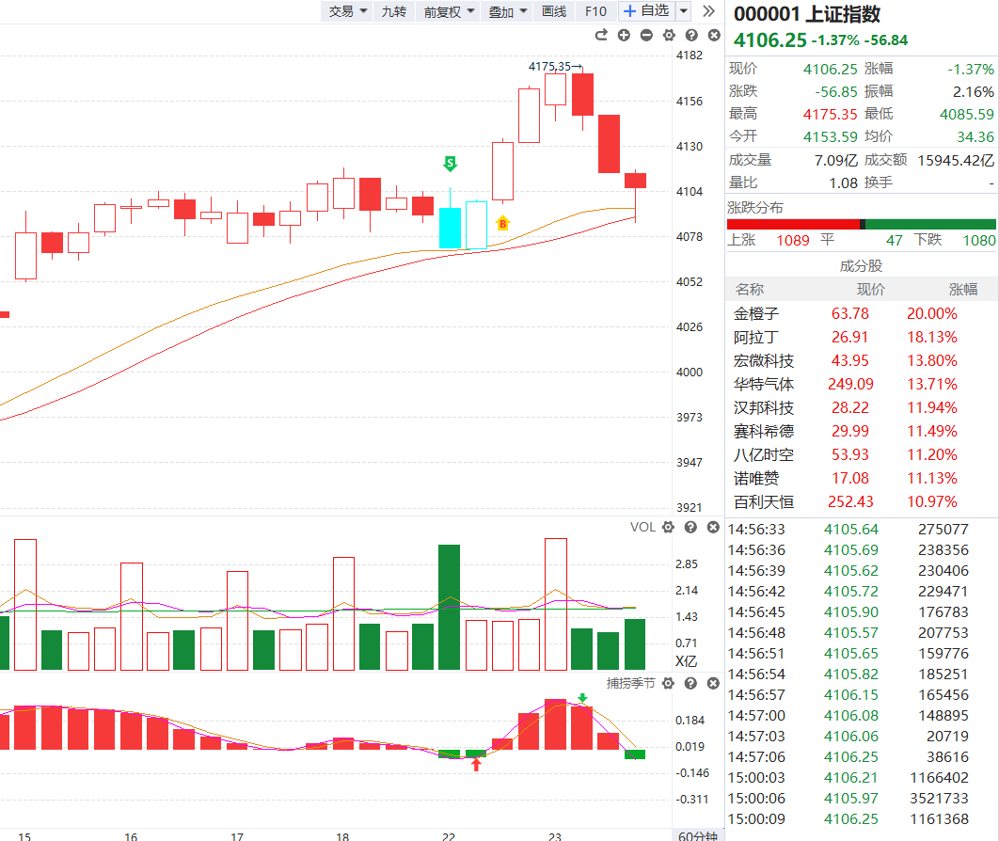 交易 九转 前复权 叠加 画线 F10 + 自选
4175.35→
S
B
4182
4156
4130
4104
4078
4052
4026
4000
3973
3947
3921
VOL
2.85
2.14
1.43
0.71
X亿
捕捞季节
0.184
0.019
-0.146
-0.311
15 16 17 18 22 23 60分钟
000001 上证指数
4106.25 -1.37% -56.84
现价 4106.25 涨幅 -1.37%
涨跌 -56.85 振幅 2.16%
最高 4175.35 最低 4085.59
今开 4153.59 均价 34.36
成交量 7.09亿 成交额 15945.42亿
量比 1.08 换手 -
涨跌分布
上涨 1089 平 47 下跌 1080
成分股
名称 现价 涨幅
金橙子 63.78 20.00%
阿拉丁 26.91 18.13%
宏微科技 43.95 13.80%
华特气体 249.09 13.71%
汉邦科技 28.22 11.94%
赛科希德 29.99 11.49%
八亿时空 53.93 11.20%
诺唯赞 17.08 11.13%
百利天恒 252.43 10.97%
14:56:33 4105.64 275077
14:56:36 4105.69 238356
14:56:39 4105.62 230406
14:56:42 4105.72 229471
14:56:45 4105.90 176783
14:56:48 4105.57 207753
14:56:51 4105.65 159776
14:56:54 4105.82 185251
14:56:57 4106.15 165456
14:57:00 4106.08 148895
14:57:03 4106.06 20719
14:57:06 4106.25 38616
15:00:03 4106.21 1166402
15:00:06 4105.97 3521733
15:00:09 4106.25 1161368